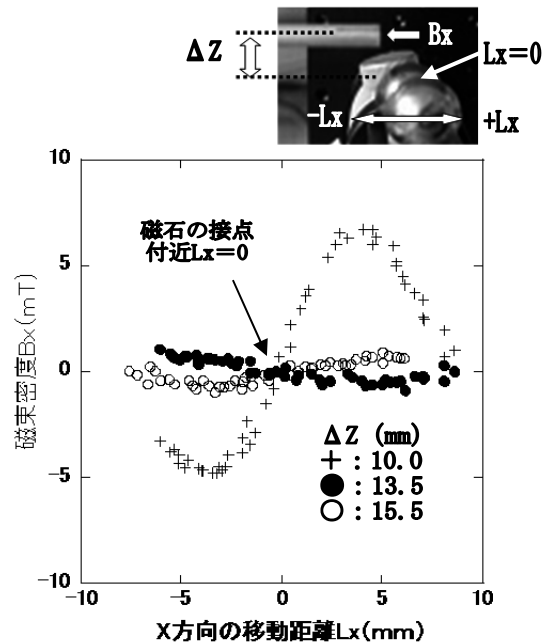 ΔZ
Bx
Lx=0
-Lx
+Lx
10
5
0
-5
-10
磁束密度Bx(mT)
磁石の接点
付近Lx=0
ΔZ (mm)
+ : 10.0
● : 13.5
○ : 15.5
-10
-5
0
5
10
X方向の移動距離Lx(mm)